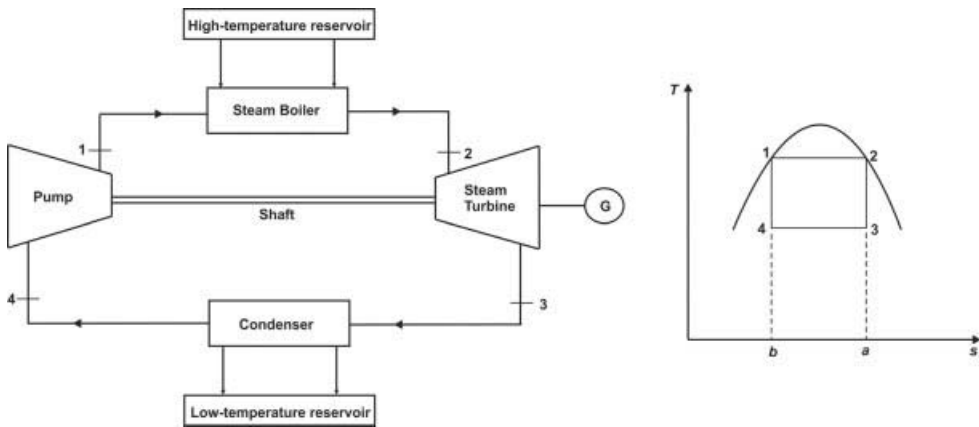 High-temperature reservoir
Steam Boiler
1
2
Pump
Shaft
Steam
Turbine
G
4
3
Condenser
Low-temperature reservoir
T
1
2
4
3
b
a
s